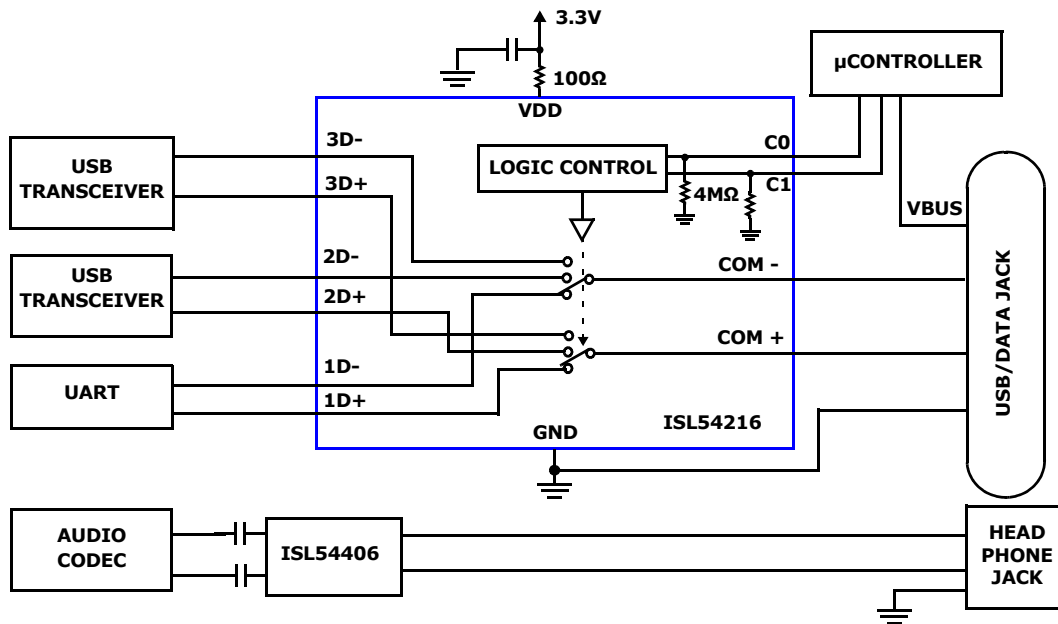 3.3V
100Ω
VDD
µCONTROLLER
USB
TRANSCEIVER
3D-
3D+
LOGIC CONTROL
C0
C1
4MΩ
VBUS
USB
TRANSCEIVER
2D-
2D+
COM -
COM +
USB/DATA JACK
UART
1D-
1D+
GND
ISL54216
AUDIO
CODEC
ISL54406
HEAD
PHONE
JACK